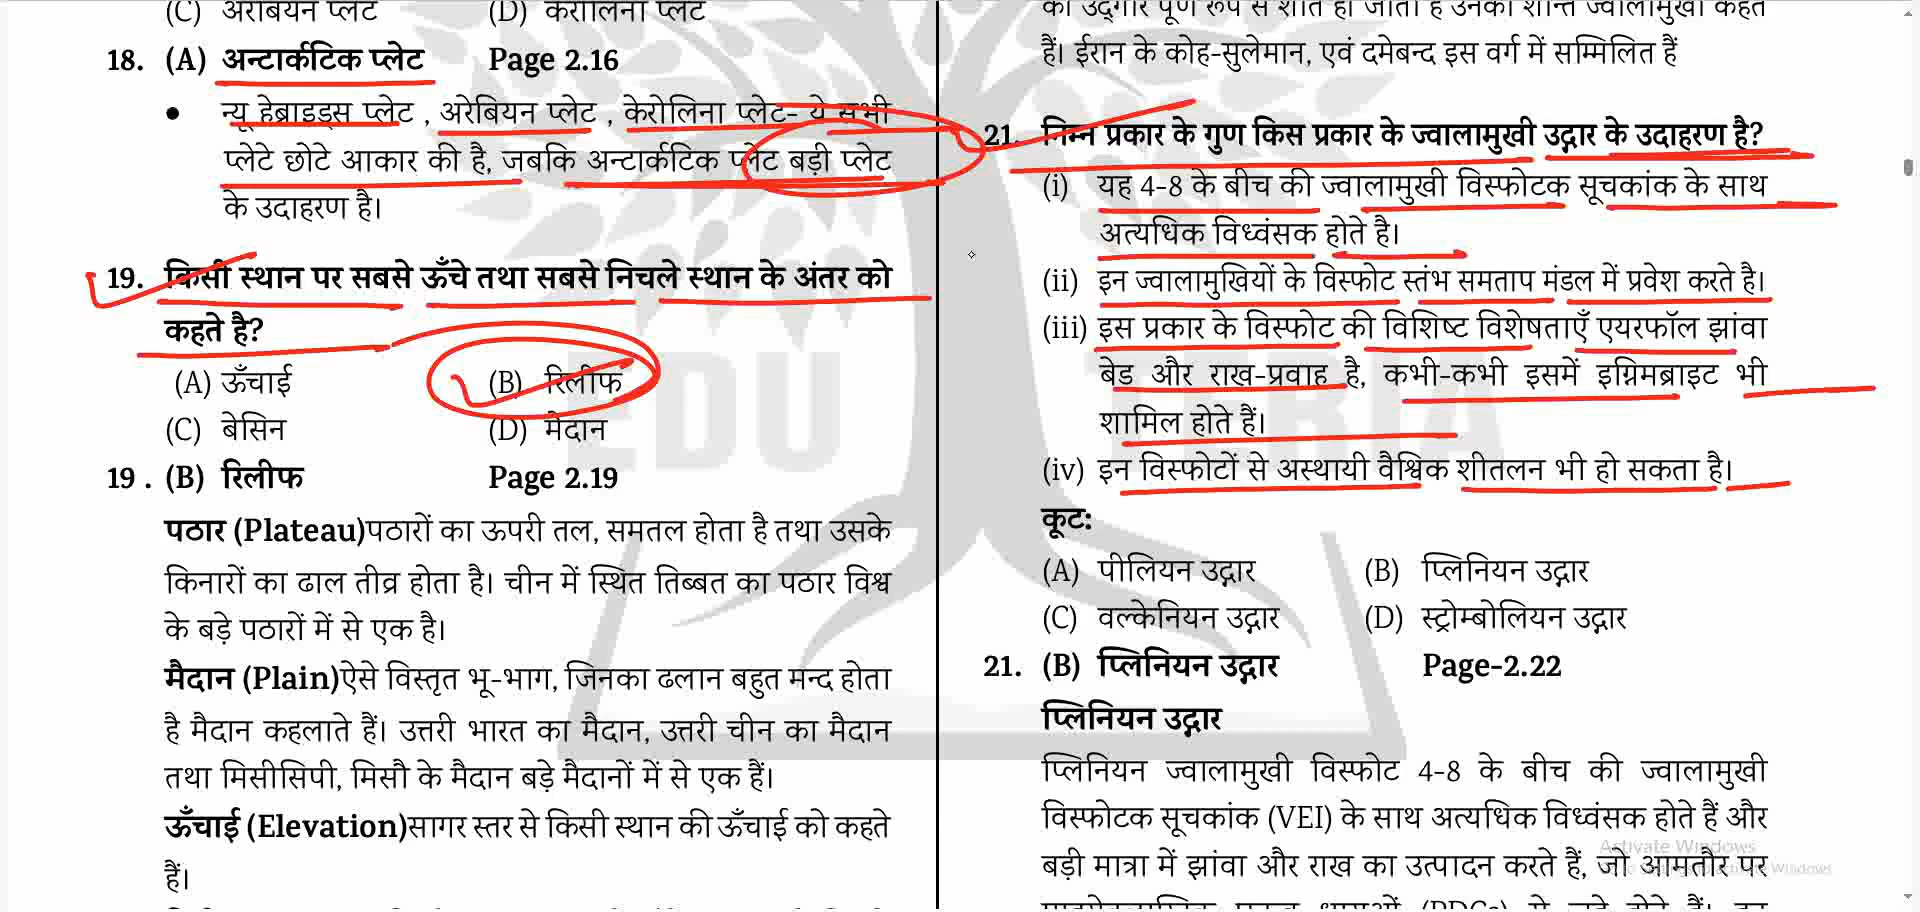 (C) अरेबियन प्लेट (D) केरोलिना प्लेट
18. (A) अन्टार्कटिक प्लेट Page 2.16
● न्यू हेब्राइड्स प्लेट , अरेबियन प्लेट , केरोलिना प्लेट- ये सभी
प्लेटे छोटे आकार की है, जबकि अन्टार्कटिक प्लेट बड़ी प्लेट
के उदाहरण है।
19. किसी स्थान पर सबसे ऊँचे तथा सबसे निचले स्थान के अंतर को
कहते है?
(A) ऊँचाई (B) रिलीफ
(C) बेसिन (D) मैदान
19 . (B) रिलीफ Page 2.19
पठार (Plateau)पठारों का ऊपरी तल, समतल होता है तथा उसके
किनारों का ढाल तीव्र होता है। चीन में स्थित तिब्बत का पठार विश्व
के बड़े पठारों में से एक है।
मैदान (Plain)ऐसे विस्तृत भू-भाग, जिनका ढलान बहुत मन्द होता
है मैदान कहलाते हैं। उत्तरी भारत का मैदान, उत्तरी चीन का मैदान
तथा मिसीसिपी, मिसौ के मैदान बड़े मैदानों में से एक हैं।
ऊँचाई (Elevation)सागर स्तर से किसी स्थान की ऊँचाई को कहते
हैं।
का उद्‌गार पूर्ण रूप से शांत हो जाता है उनको शान्त ज्वालामुखी कहते
हैं। ईरान के कोह-सुलेमान, एवं दमेबन्द इस वर्ग में सम्मिलित हैं
21. निम्न प्रकार के गुण किस प्रकार के ज्वालामुखी उद्गार के उदाहरण है?
(i) यह 4-8 के बीच की ज्वालामुखी विस्फोटक सूचकांक के साथ
अत्यधिक विध्वंसक होते है।
(ii) इन ज्वालामुखियों के विस्फोट स्तंभ समताप मंडल में प्रवेश करते है।
(iii) इस प्रकार के विस्फोट की विशिष्ट विशेषताएँ एयरफॉल झांवा
बेड और राख-प्रवाह है, कभी-कभी इसमें इग्निमब्राइट भी
शामिल होते हैं।
(iv) इन विस्फोटों से अस्थायी वैश्विक शीतलन भी हो सकता है।
कूट:
(A) पीलियन उद्गार (B) प्लिनियन उद्गार
(C) वल्केनियन उद्गार (D) स्ट्रोम्बोलियन उद्गार
21. (B) प्लिनियन उद्गार Page-2.22
प्लिनियन उद्गार
प्लिनियन ज्वालामुखी विस्फोट 4-8 के बीच की ज्वालामुखी
विस्फोटक सूचकांक (VEI) के साथ अत्यधिक विध्वंसक होते हैं और
बड़ी मात्रा में झांवा और राख का उत्पादन करते हैं, जो आमतौर पर
EDU TERIA
Activate Windows